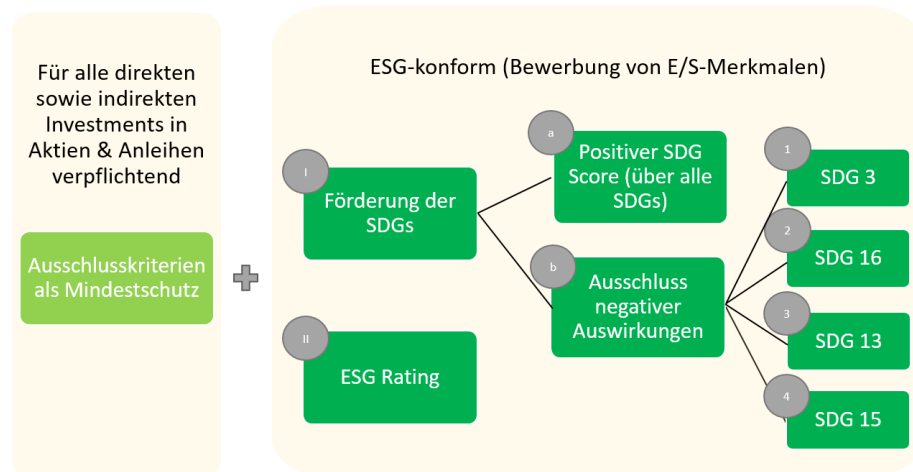 Für alle direkten
sowie indirekten
Investments in
Aktien & Anleihen
verpflichtend
Ausschlusskriterien
als Mindestschutz
ESG-konform (Bewerbung von E/S-Merkmalen)
I
Förderung der
SDGs
II
ESG Rating
a
Positiver SDG
Score (über alle
SDGs)
b
Ausschluss
negativer
Auswirkungen
1
SDG 3
2
SDG 16
3
SDG 13
4
SDG 15